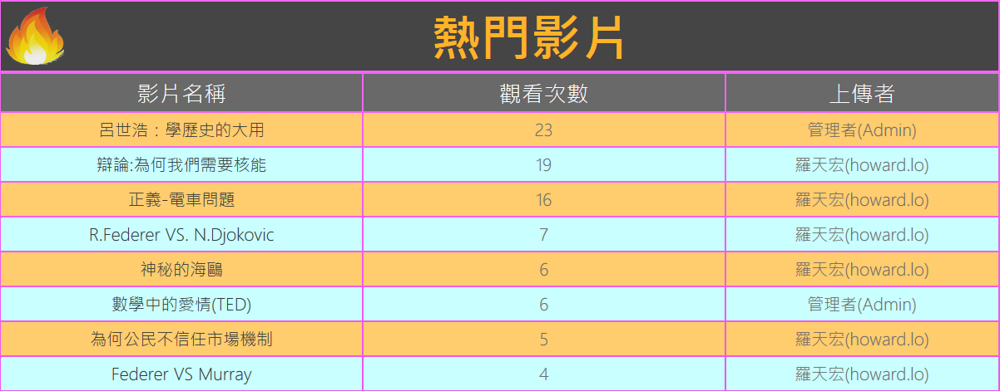 熱門影片
影片名稱 觀看次數 上傳者
呂世浩：學歷史的大用 23 管理者(Admin)
辯論:為何我們需要核能 19 羅天宏(howard.lo)
正義-電車問題 16 羅天宏(howard.lo)
R.Federer VS. N.Djokovic 7 羅天宏(howard.lo)
神秘的海鷗 6 羅天宏(howard.lo)
數學中的愛情(TED) 6 管理者(Admin)
為何公民不信任市場機制 5 羅天宏(howard.lo)
Federer VS Murray 4 羅天宏(howard.lo)